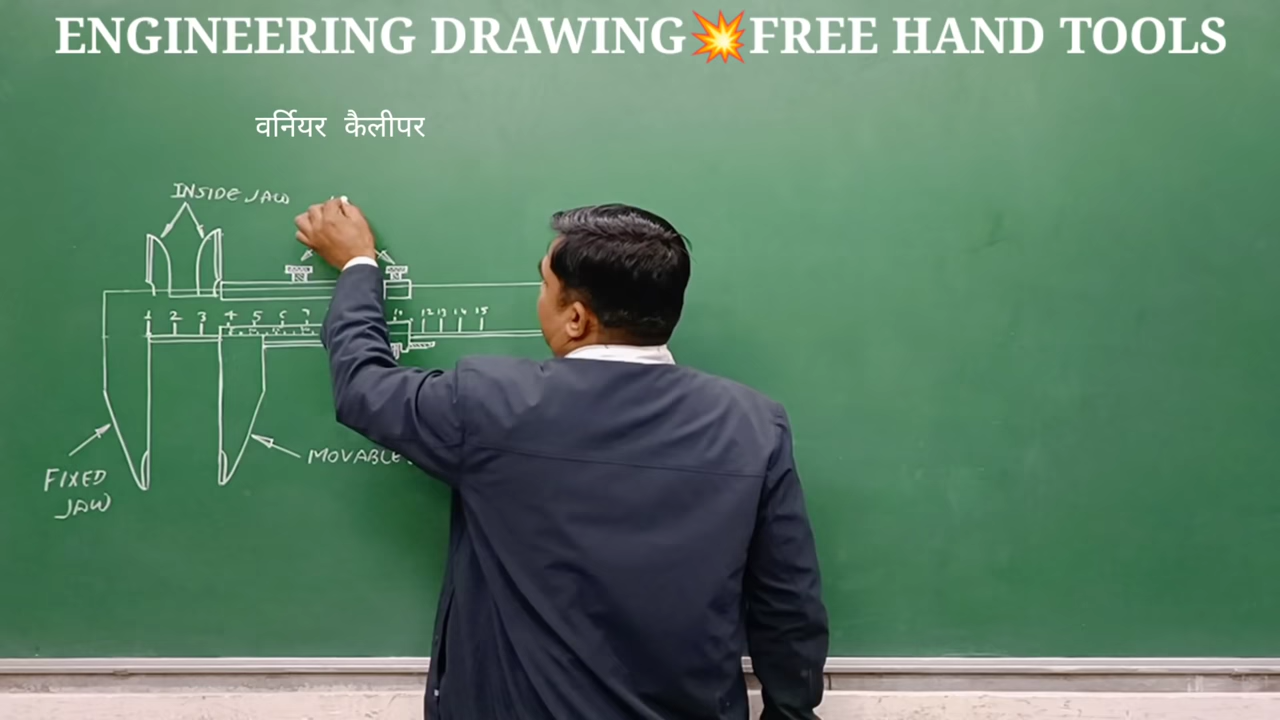 ENGINEERING DRAWING💥FREE HAND TOOLS
वर्नियर कैलीपर
INSIDE JAW
1 2 3 4 5 6 7 10 12 13 14 15
MOVABLE
FIXED
JAW